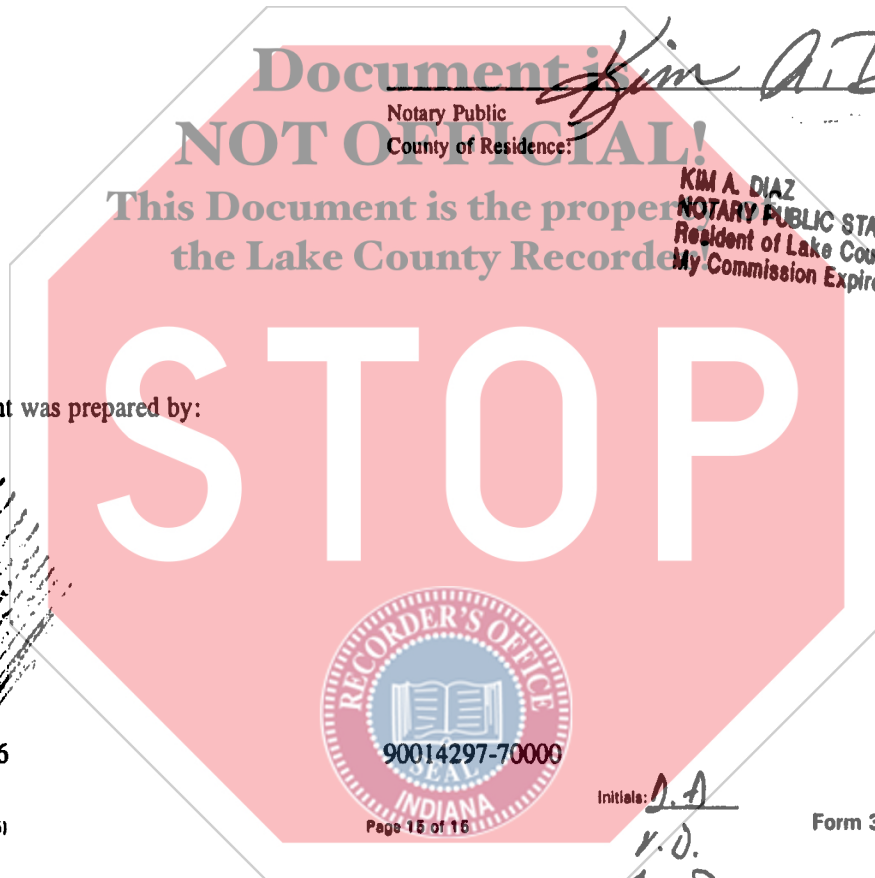 Kim A. D
Document is
Notary Public
NOT OFFICIAL!
County of Residence:
KIM A. DIAZ
This Document is the property of
NOTARY PUBLIC STA
Resident of Lake Cou
the Lake County Recorder!
My Commission Expire
STOP
nt was prepared by:
RECORDER'S OFFICE
6
90014297-70000
SEAL
INDIANA
Initials: J.A
Page 15 of 15
Form 3
V.D.